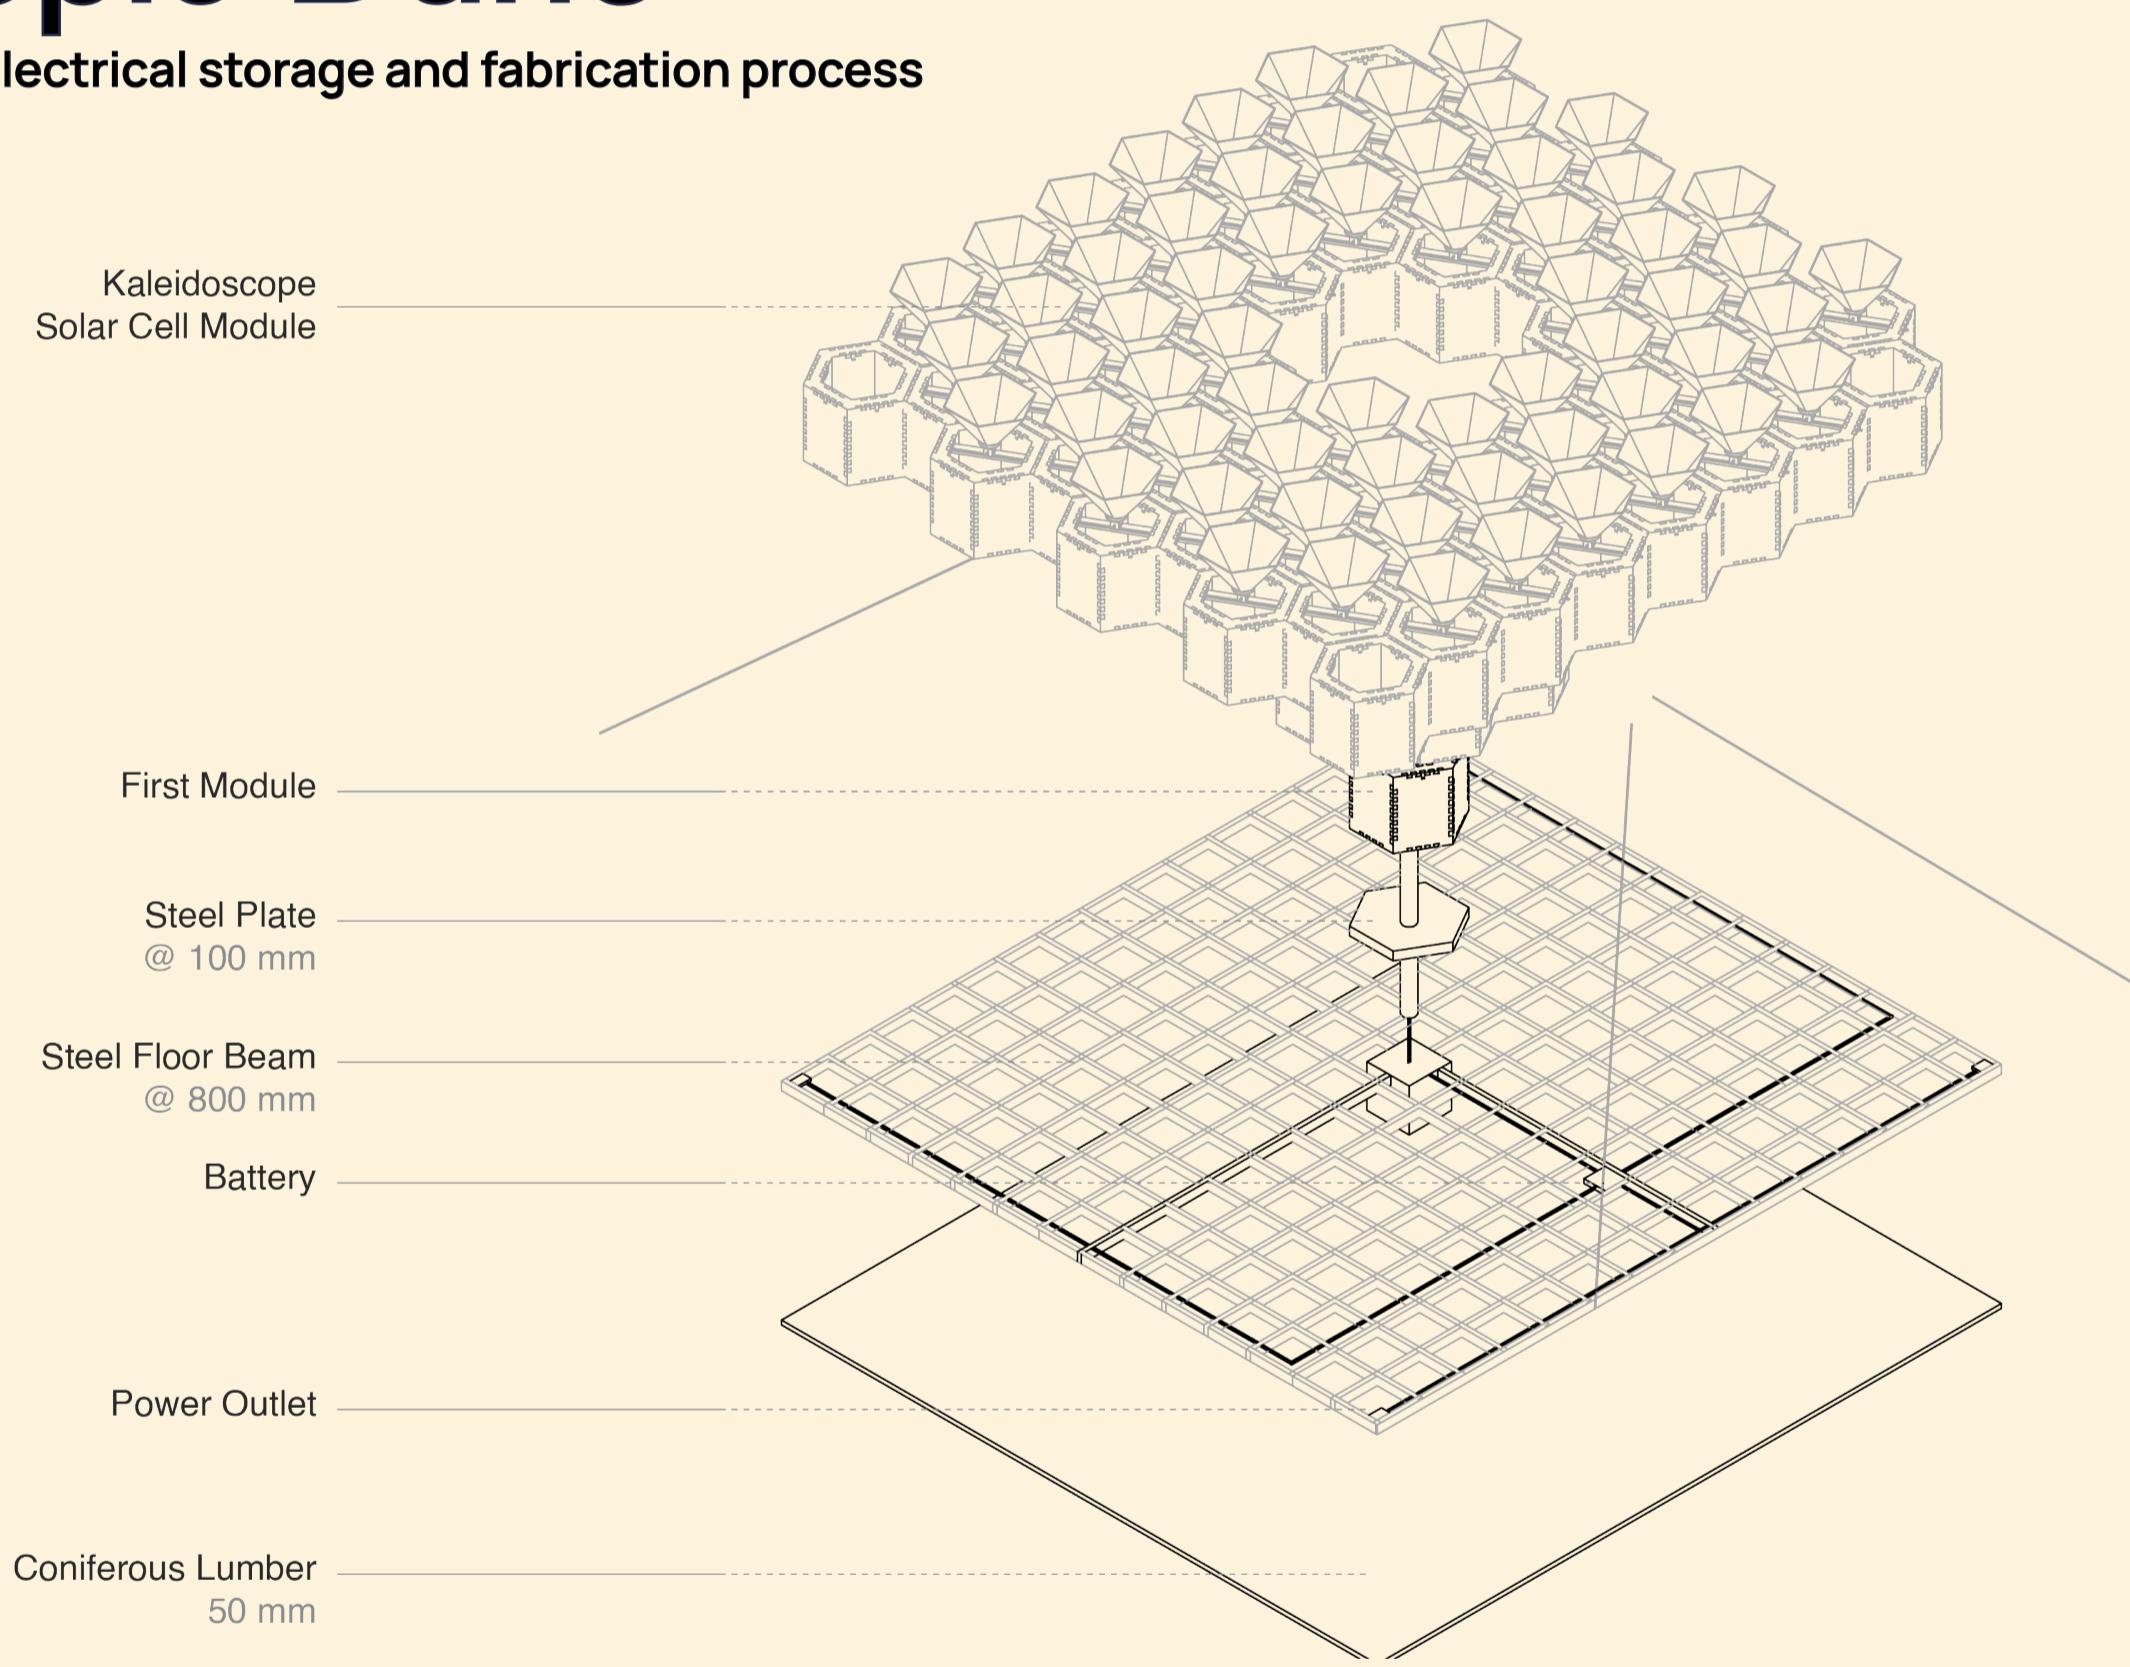 lectrical storage and fabrication process
Kaleidoscope
Solar Cell Module
First Module
Steel Plate
@ 100 mm
Steel Floor Beam
@ 800 mm
Battery
Power Outlet
Coniferous Lumber
50 mm